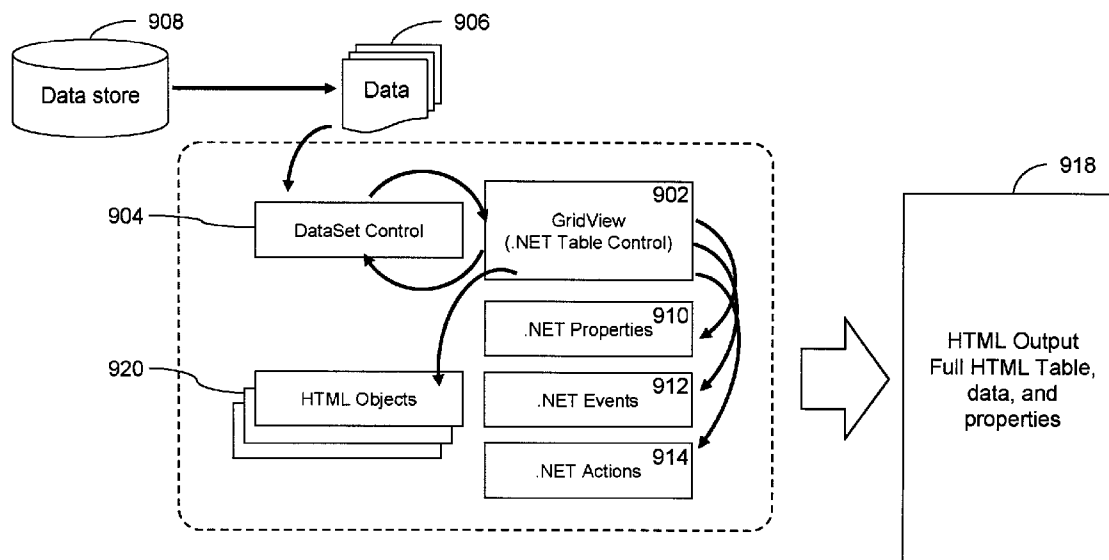 908
906
Data store
Data
918
902
904
DataSet Control
GridView
(.NET Table Control)
910
.NET Properties
HTML Output
Full HTML Table,
data, and
properties
920
HTML Objects
912
.NET Events
914
.NET Actions